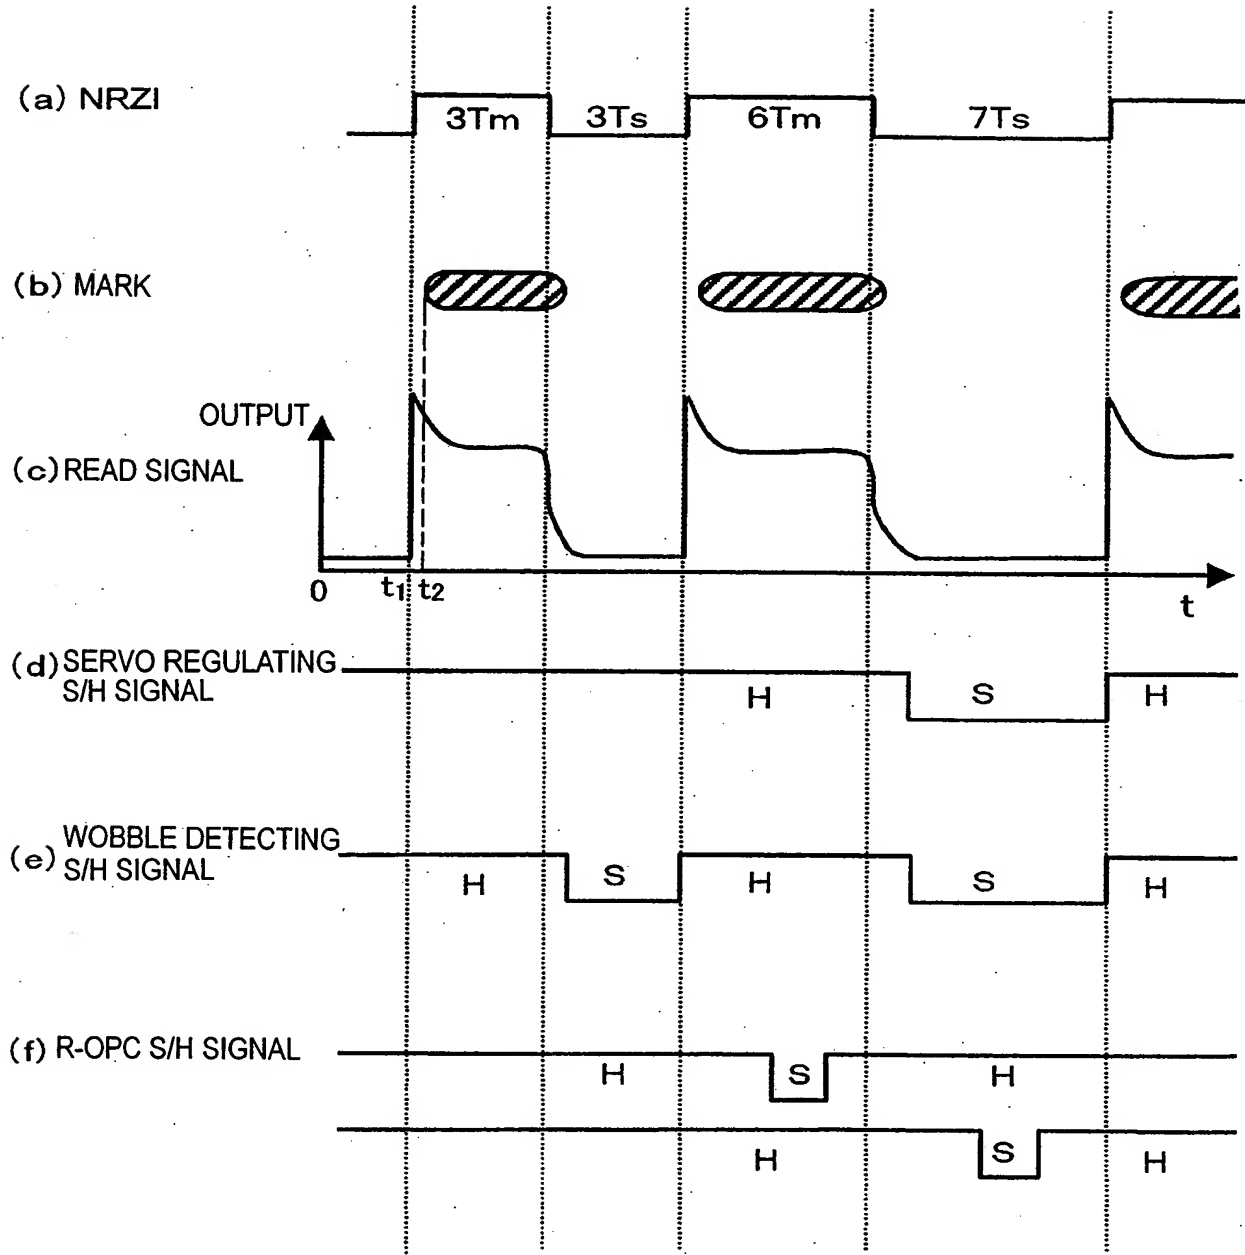 (a) NRZI
3Tm 3Ts 6Tm 7Ts
(b) MARK
OUTPUT
(c) READ SIGNAL
0 t1 t2 t
(d) SERVO REGULATING
S/H SIGNAL
H S H
(e) WOBBLE DETECTING
S/H SIGNAL
H S H S H
(f) R-OPC S/H SIGNAL
H S H
H S H